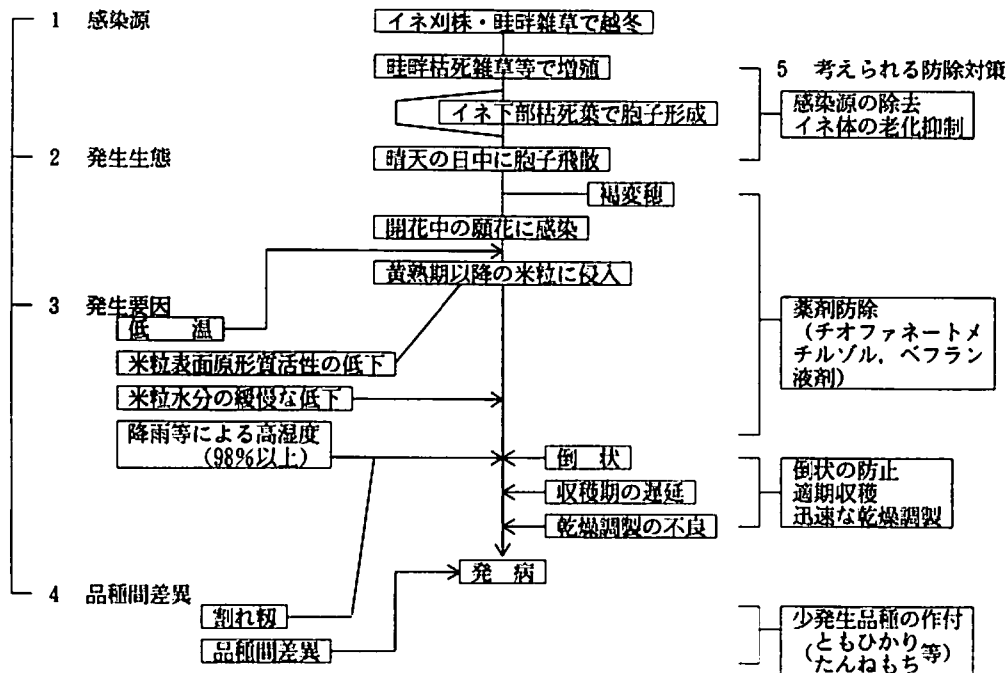 1 感染源
イネ刈株・畦畔雑草で越冬
畦畔枯死雑草等で増殖
イネ下部枯死葉で胞子形成
2 発生生態
晴天の日中に胞子飛散
褐変穂
開花中の願花に感染
黄熟期以降の米粒に侵入
3 発生要因
低 温
米粒表面原形質活性の低下
米粒水分の緩慢な低下
降雨等による高湿度
(98%以上)
倒 状
収穫期の遅延
乾燥調製の不良
発 病
4 品種間差異
割れ籾
品種間差異
5 考えられる防除対策
感染源の除去
イネ体の老化抑制
薬剤防除
(チオファネートメ
チルゾル, ベフラン
液剤)
倒状の防止
適期収穫
迅速な乾燥調製
少発生品種の作付
(ともひかり
たんねもち等)